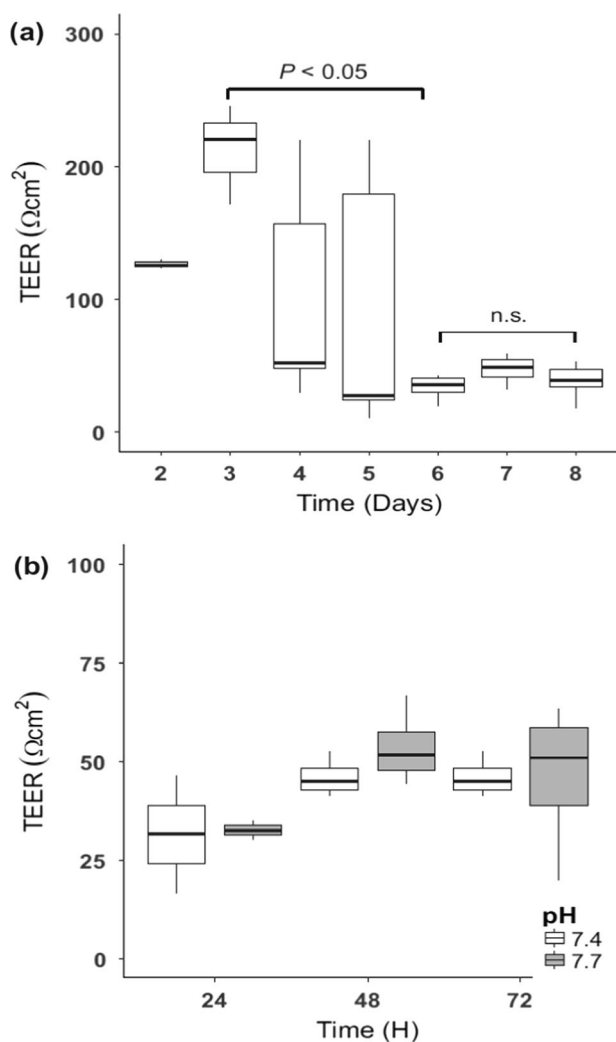 (a)
300
200
100
0
TEER (Ωcm²)
P < 0.05
n.s.
2 3 4 5 6 7 8
Time (Days)
(b)
100
75
50
25
0
TEER (Ωcm²)
pH
7.4
7.7
24 48 72
Time (H)